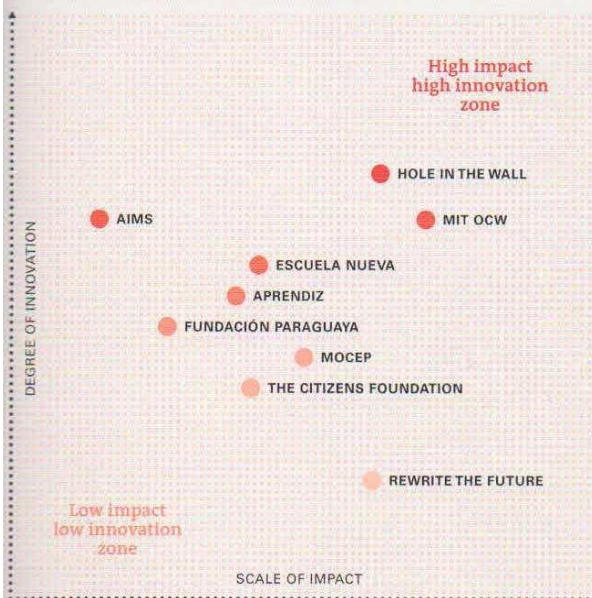 High impact
high innovation
zone
HOLE IN THE WALL
AIMS
MIT OCW
ESCUELA NUEVA
APRENDIZ
FUNDACIÓN PARAGUAYA
MOCEP
THE CITIZENS FOUNDATION
REWRITE THE FUTURE
DEGREE OF INNOVATION
Low impact
low innovation
zone
SCALE OF IMPACT